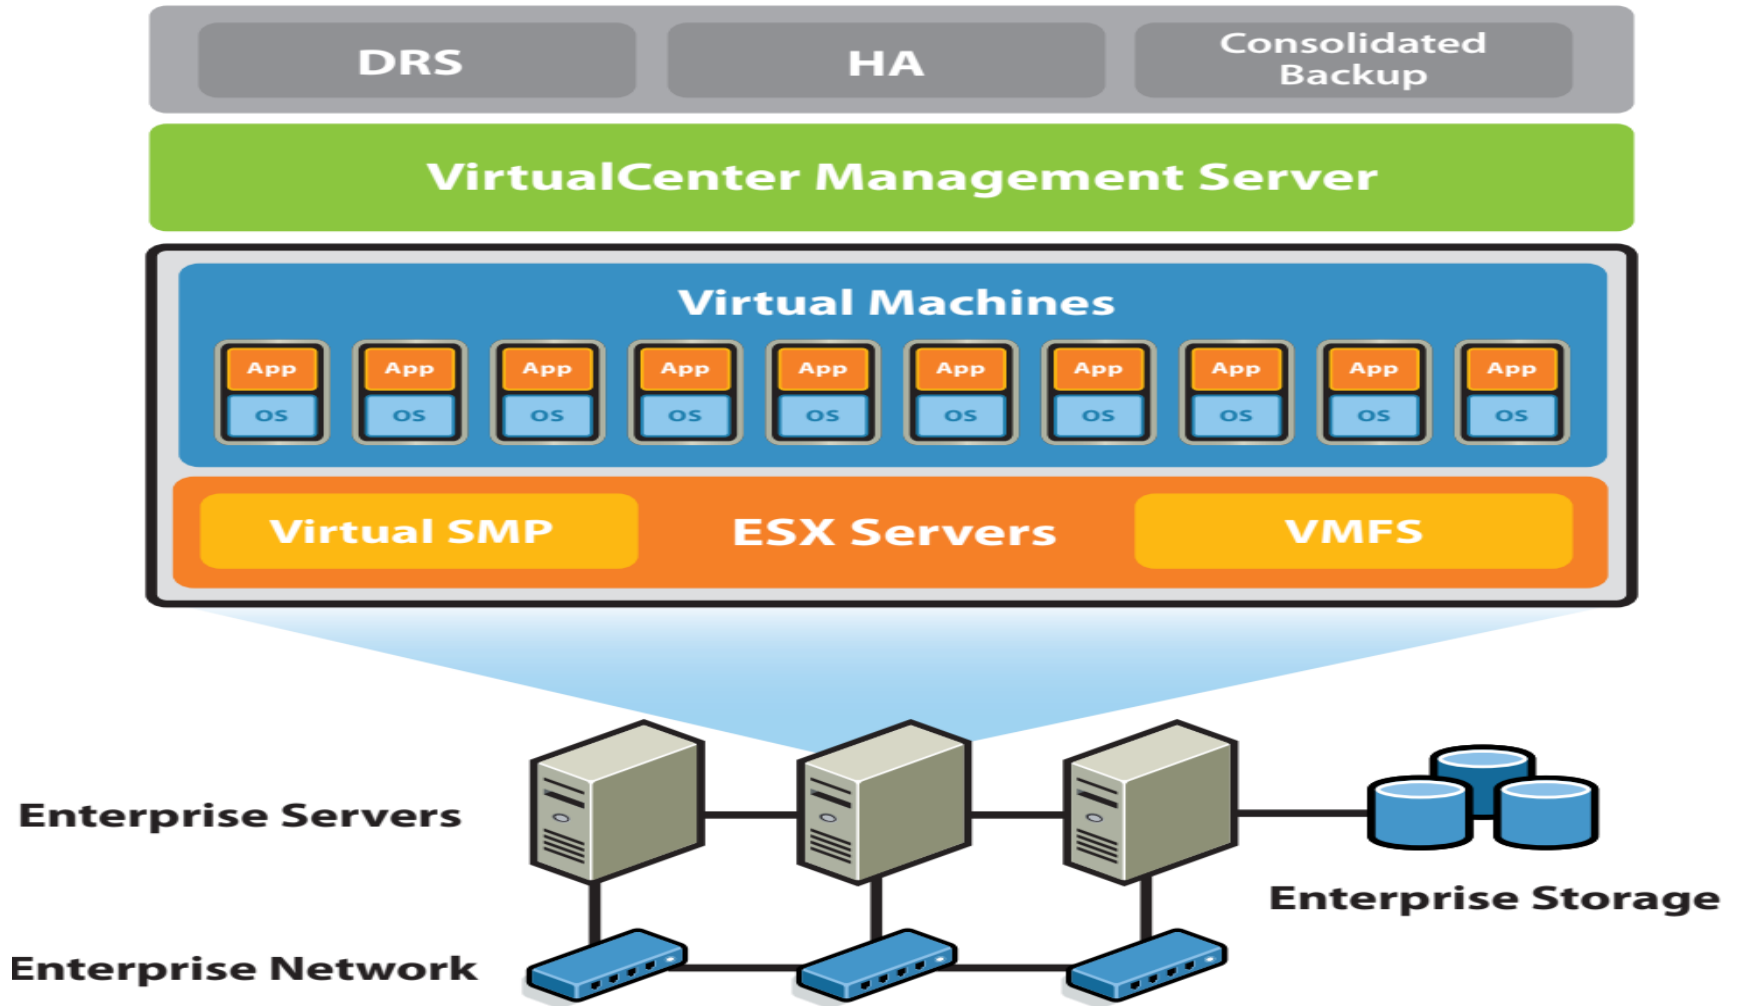 DRS
HA
Consolidated
Backup
VirtualCenter Management Server
Virtual Machines
App App App App App App App App App App
OS OS OS OS OS OS OS OS OS OS
Virtual SMP
ESX Servers
VMFS
Enterprise Servers
Enterprise Storage
Enterprise Network